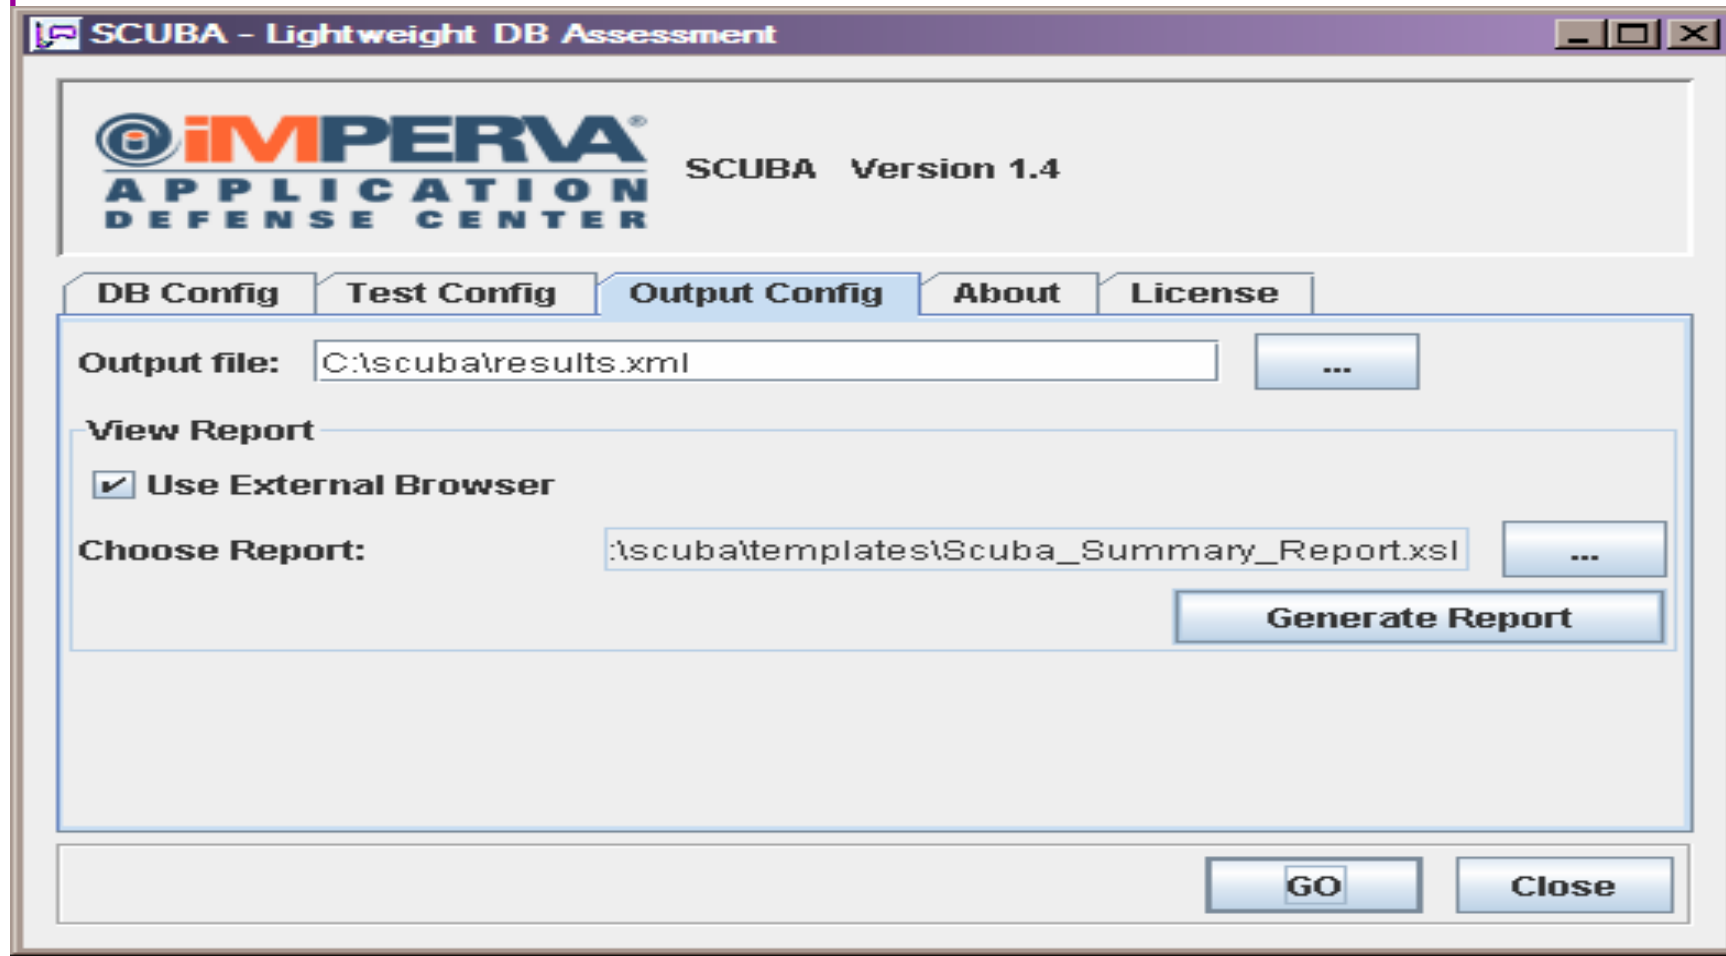 SCUBA - Lightweight DB Assessment
iMPERVA®
APPLICATION
DEFENSE CENTER
SCUBA Version 1.4
DB Config Test Config Output Config About License
Output file: C:\scuba\results.xml ...
View Report
Use External Browser
Choose Report: :\scuba\templates\Scuba_Summary_Report.xsl ...
Generate Report
GO Close